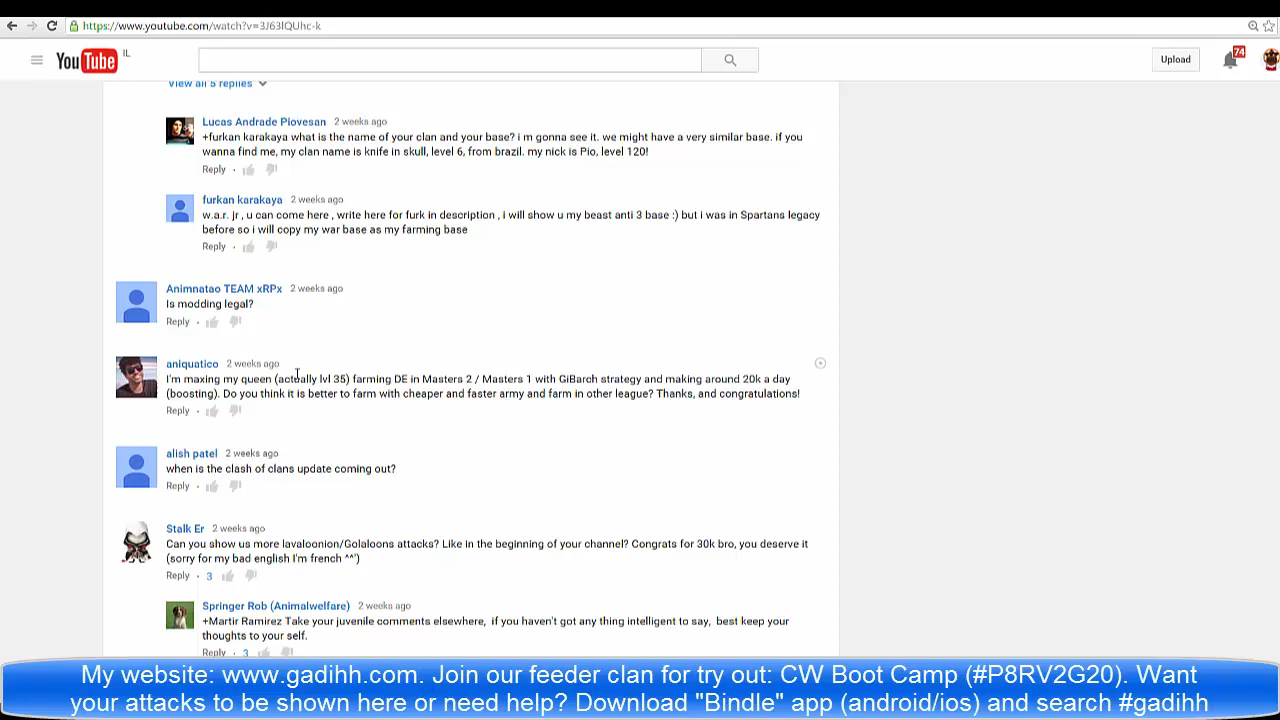 https://www.youtube.com/watch?v=3J63lQUhc-k
YouTube IL
Upload
74
View all 5 replies
Lucas Andrade Piovesan 2 weeks ago
+furkan karakaya what is the name of your clan and your base? i m gonna see it. we might have a very similar base. if you
wanna find me, my clan name is knife in skull, level 6, from brazil. my nick is Pio, level 120!
Reply ·
furkan karakaya 2 weeks ago
w.a.r. jr , u can come here , write here for furk in description , i will show u my beast anti 3 base :) but i was in Spartans legacy
before so i will copy my war base as my farming base
Reply ·
Animnatao TEAM xRPx 2 weeks ago
Is modding legal?
Reply ·
aniquatico 2 weeks ago
I'm maxing my queen (actually lvl 35) farming DE in Masters 2 / Masters 1 with GiBarch strategy and making around 20k a day
(boosting). Do you think it is better to farm with cheaper and faster army and farm in other league? Thanks, and congratulations!
Reply ·
alish patel 2 weeks ago
when is the clash of clans update coming out?
Reply ·
Stalk Er 2 weeks ago
Can you show us more lavaloonion/Golaloons attacks? Like in the beginning of your channel? Congrats for 30k bro, you deserve it
(sorry for my bad english I'm french ^^')
Reply · 3
Springer Rob (Animalwelfare) 2 weeks ago
+Martir Ramirez Take your juvenile comments elsewhere, if you haven't got any thing intelligent to say, best keep your
thoughts to your self.
Reply · 3
My website: www.gadihh.com. Join our feeder clan for try out: CW Boot Camp (#P8RV2G20). Want
your attacks to be shown here or need help? Download "Bindle" app (android/ios) and search #gadihh